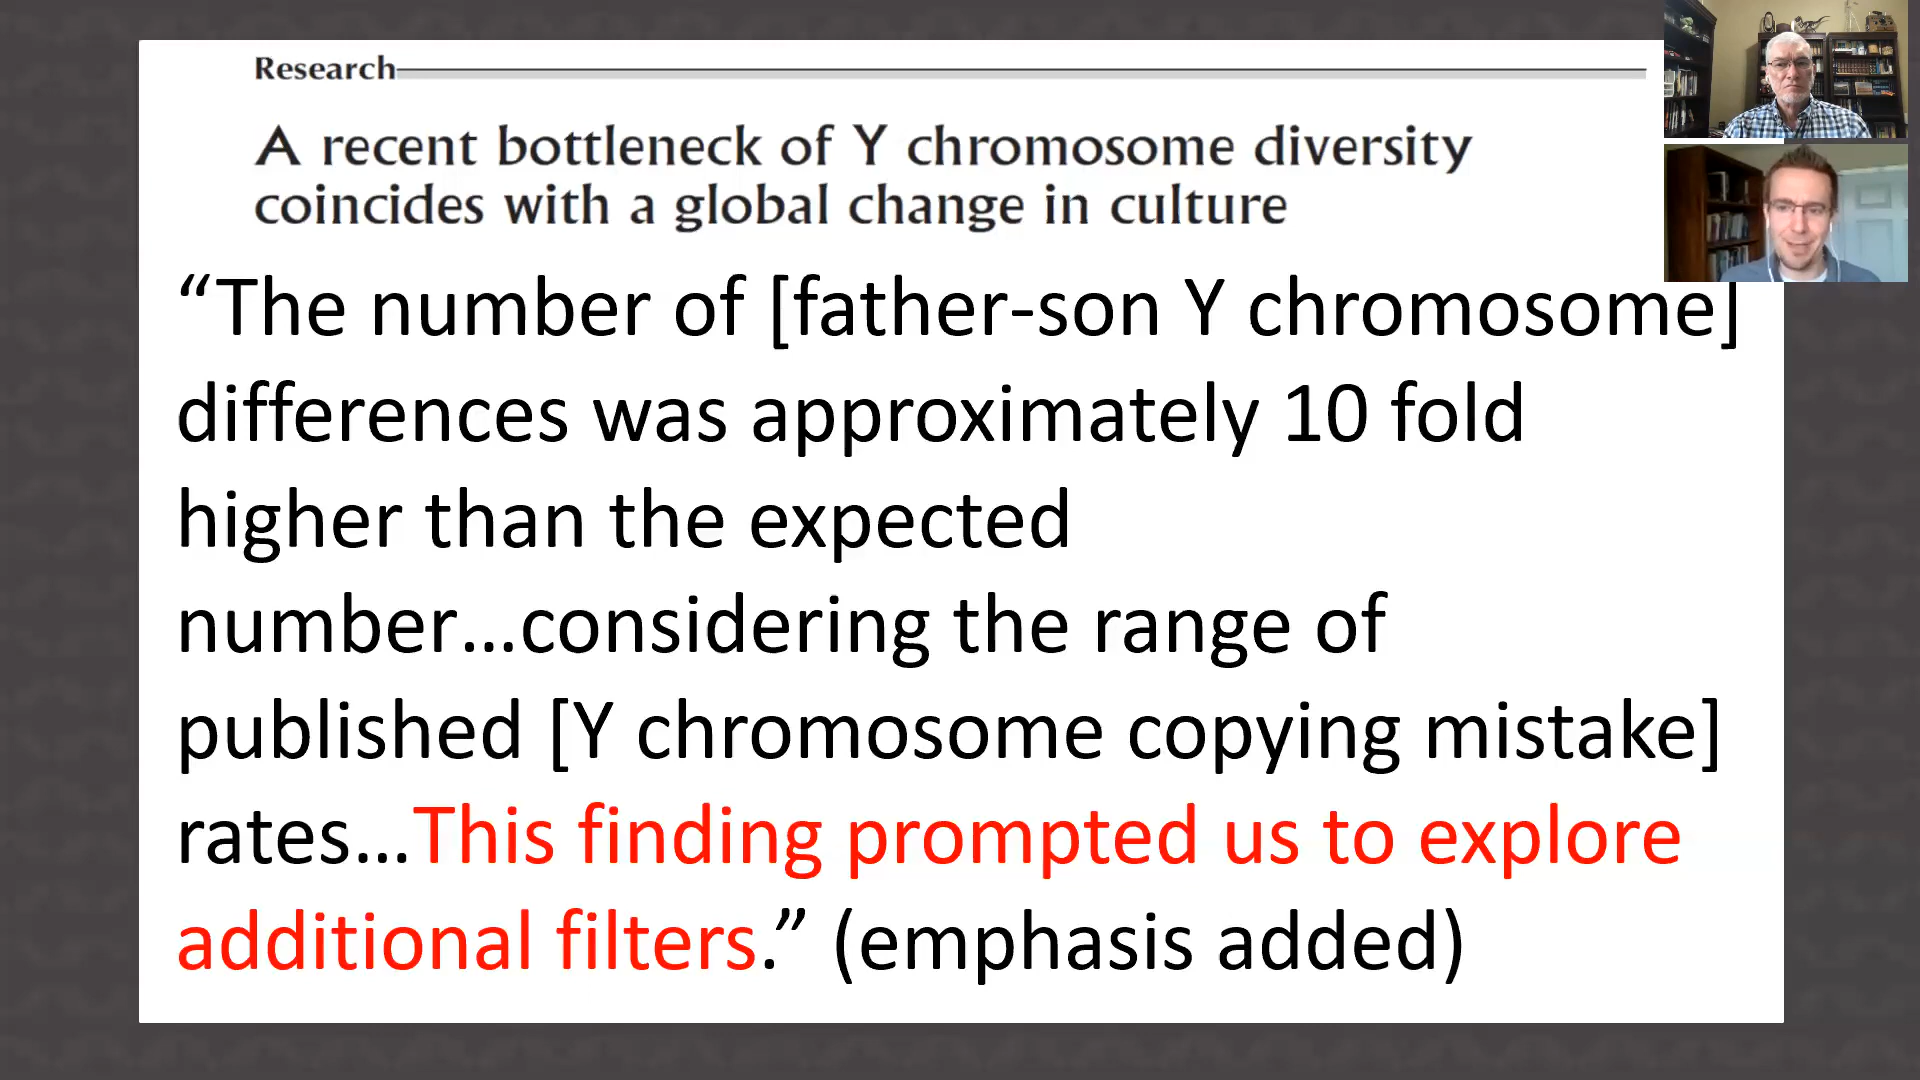 Research
A recent bottleneck of Y chromosome diversity
coincides with a global change in culture
“The number of [father-son Y chromosome]
differences was approximately 10 fold
higher than the expected
number…considering the range of
published [Y chromosome copying mistake]
rates…This finding prompted us to explore
additional filters.” (emphasis added)